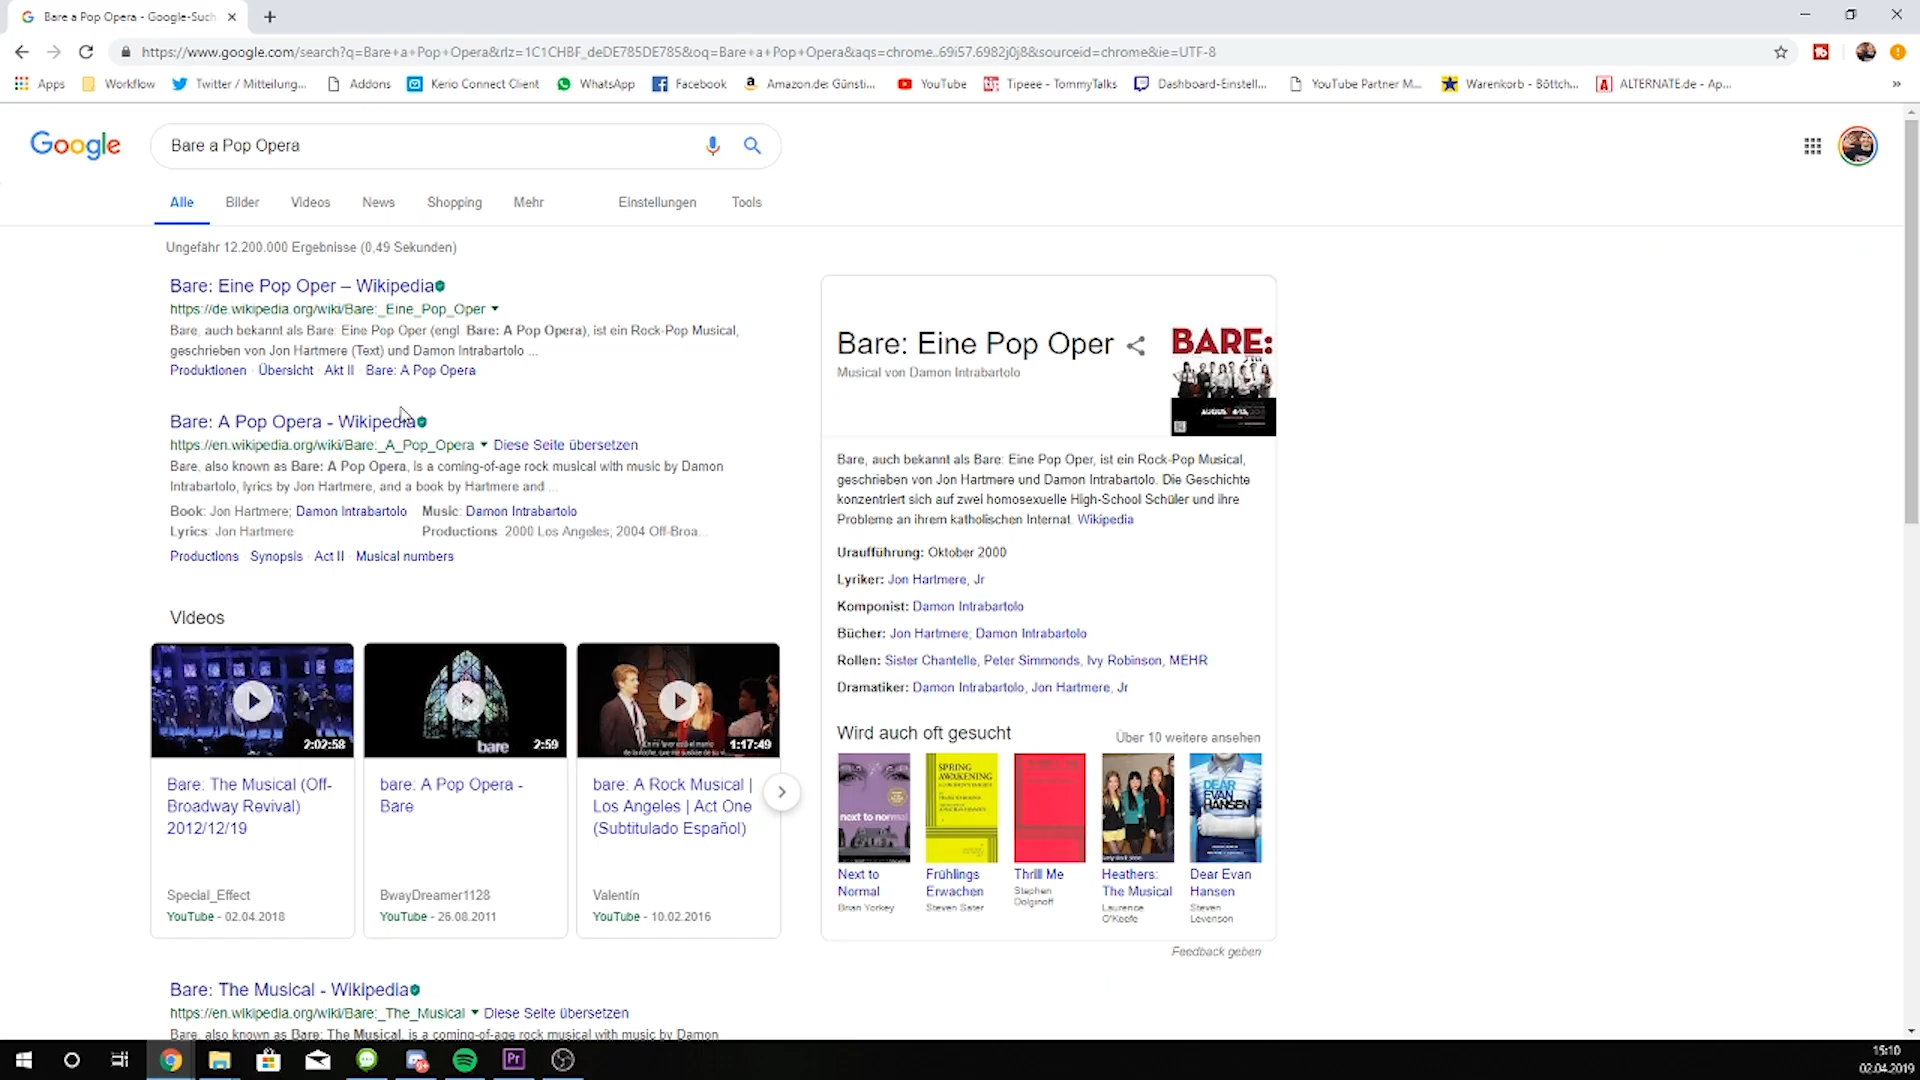 Bare a Pop Opera - Google-Such
https://www.google.com/search?q=Bare+a+Pop+Opera&rlz=1C1CHBF_deDE785DE785&oq=Bare+a+Pop+Opera&aqs=chrome..69i57.6982j0j8&sourceid=chrome&ie=UTF-8
Apps Workflow Twitter / Mitteilung... Addons Kerio Connect Client WhatsApp Facebook Amazon.de: Günsti... YouTube Tipeee - TommyTalks Dashboard-Einstell... YouTube Partner M... Warenkorb - Böttch... ALTERNATE.de - Ap... »
Google
Bare a Pop Opera
Alle Bilder Videos News Shopping Mehr Einstellungen Tools
Ungefähr 12.200.000 Ergebnisse (0,49 Sekunden)
Bare: Eine Pop Oper – Wikipedia
https://de.wikipedia.org/wiki/Bare:_Eine_Pop_Oper
Bare, auch bekannt als Bare: Eine Pop Oper (engl. Bare: A Pop Opera), ist ein Rock-Pop Musical,
geschrieben von Jon Hartmere (Text) und Damon Intrabartolo ...
Produktionen · Übersicht · Akt II · Bare: A Pop Opera
Bare: A Pop Opera - Wikipedia
https://en.wikipedia.org/wiki/Bare:_A_Pop_Opera Diese Seite übersetzen
Bare, also known as Bare: A Pop Opera, is a coming-of-age rock musical with music by Damon
Intrabartolo, lyrics by Jon Hartmere, and a book by Hartmere and ...
Book: Jon Hartmere; Damon Intrabartolo Music: Damon Intrabartolo
Lyrics: Jon Hartmere Productions: 2000 Los Angeles; 2004 Off-Broa...
Productions · Synopsis · Act II · Musical numbers
Videos
2:02:58
bare 2:59
1:17:49
Bare: The Musical (Off-
Broadway Revival)
2012/12/19
Special_Effect
YouTube - 02.04.2018
bare: A Pop Opera -
Bare
BwayDreamer1128
YouTube - 26.08.2011
bare: A Rock Musical |
Los Angeles | Act One
(Subtitulado Español)
Valentín
YouTube - 10.02.2016
Bare: The Musical - Wikipedia
https://en.wikipedia.org/wiki/Bare:_The_Musical Diese Seite übersetzen
Bare, also known as Bare: The Musical, is a coming-of-age rock musical with music by Damon
Bare: Eine Pop Oper
Musical von Damon Intrabartolo
BARE:
Bare, auch bekannt als Bare: Eine Pop Oper, ist ein Rock-Pop Musical,
geschrieben von Jon Hartmere und Damon Intrabartolo. Die Geschichte
konzentriert sich auf zwei homosexuelle High-School Schüler und ihre
Probleme an ihrem katholischen Internat. Wikipedia
Uraufführung: Oktober 2000
Lyriker: Jon Hartmere, Jr
Komponist: Damon Intrabartolo
Bücher: Jon Hartmere, Damon Intrabartolo
Rollen: Sister Chantelle, Peter Simmonds, Ivy Robinson, MEHR
Dramatiker: Damon Intrabartolo, Jon Hartmere, Jr
Wird auch oft gesucht
Über 10 weitere ansehen
next to normal
SPRING
AWAKENING
DEAR
EVAN
HANSEN
Next to
Normal
Brian Yorkey
Frühlings
Erwachen
Steven Sater
Thrill Me
Stephen
Dolginoff
Heathers:
The Musical
Laurence
O'Keefe
Dear Evan
Hansen
Steven
Levenson
Feedback geben
Pr
15:10
02.04.2019